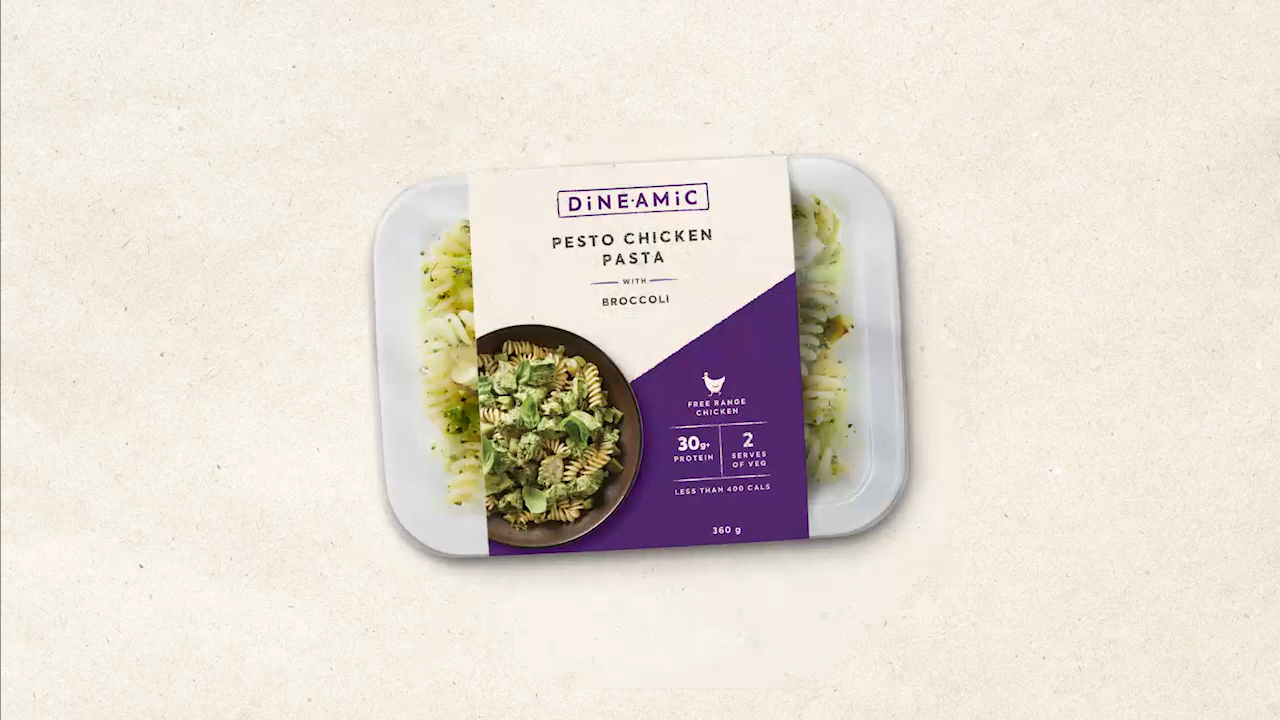 DiNE·AMiC
PESTO CHICKEN
PASTA
WITH
BROCCOLI
FREE RANGE
CHICKEN
30g+
PROTEIN
2
SERVES
OF VEG
LESS THAN 400 CALS
360 g